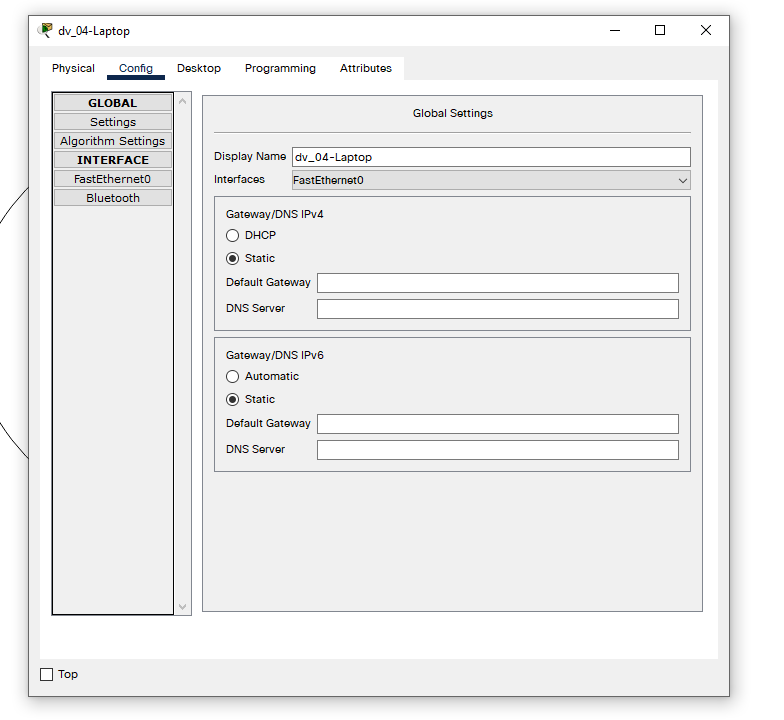 dv_04-Laptop
Physical Config Desktop Programming Attributes
GLOBAL
Settings
Algorithm Settings
INTERFACE
FastEthernet0
Bluetooth
Global Settings
Display Name dv_04-Laptop
Interfaces FastEthernet0
Gateway/DNS IPv4
DHCP
Static
Default Gateway
DNS Server
Gateway/DNS IPv6
Automatic
Static
Default Gateway
DNS Server
Top